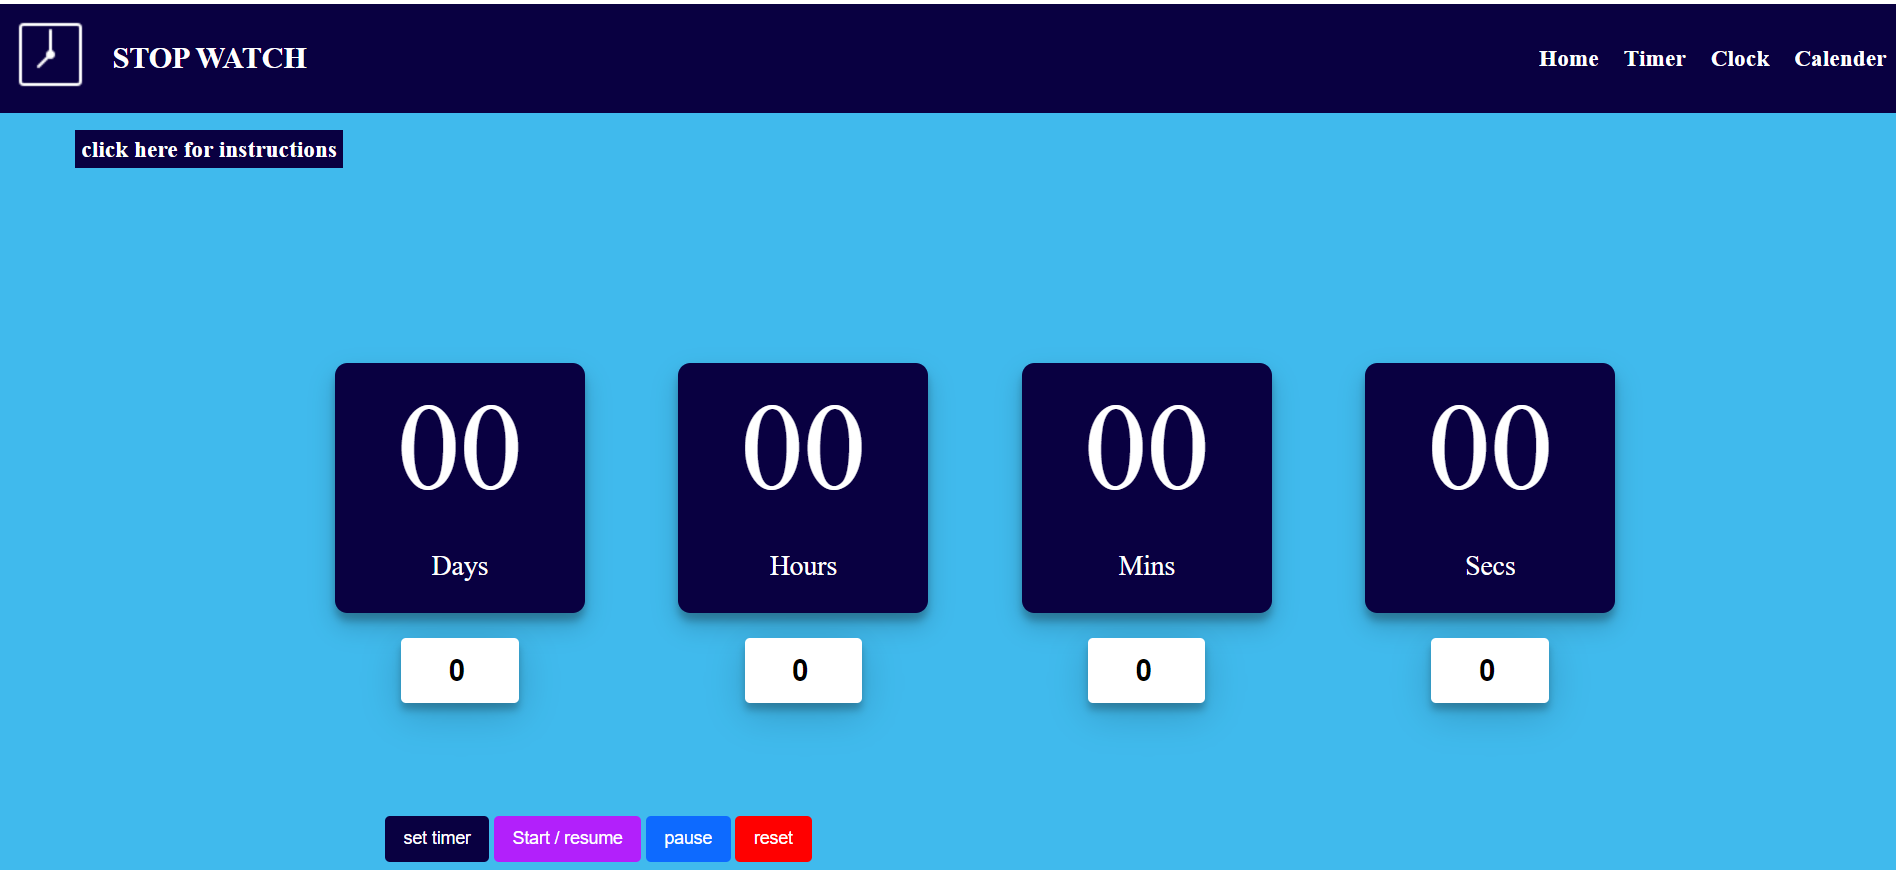 STOP WATCH
Home Timer Clock Calender
click here for instructions
00 00 00 00
Days Hours Mins Secs
0 0 0 0
set timer Start / resume pause reset